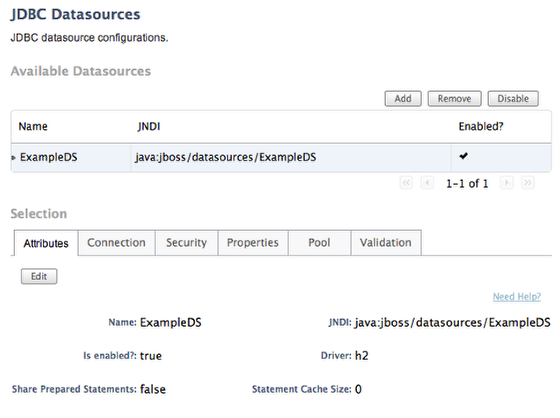 JDBC Datasources
JDBC datasource configurations.
Available Datasources
Add Remove Disable
Name JNDI Enabled?
ExampleDS java:jboss/datasources/ExampleDS
1-1 of 1
Selection
Attributes Connection Security Properties Pool Validation
Edit
Need Help?
Name: ExampleDS JNDI: java:jboss/datasources/ExampleDS
Is enabled?: true Driver: h2
Share Prepared Statements: false Statement Cache Size: 0